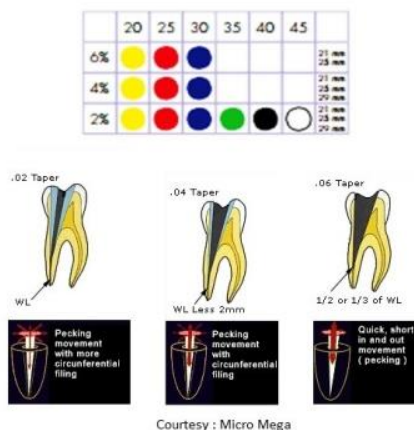 20 25 30 35 40 45
6% 21 mm
25 mm
4% 21 mm
25 mm
29 mm
2% 21 mm
25 mm
29 mm
.02 Taper
WL
.04 Taper
WL Less 2mm
.06 Taper
1/2 or 1/3 of WL
Pecking
movement
with more
circunferential
filing
Pecking
movement
with
circunferential
filing
Quick, short
in and out
movement
( pecking )
Courtesy : Micro Mega